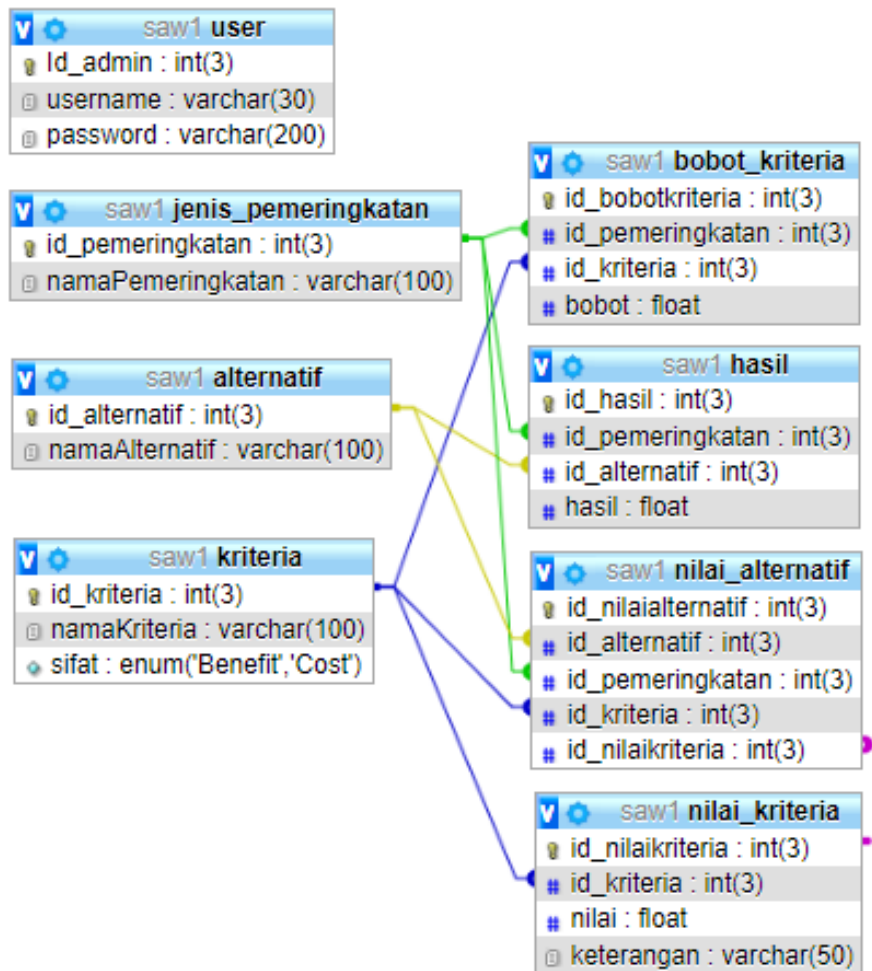 saw1 user
Id_admin : int(3)
username : varchar(30)
password : varchar(200)
saw1 jenis_pemeringkatan
id_pemeringkatan : int(3)
namaPemeringkatan : varchar(100)
saw1 alternatif
id_alternatif : int(3)
namaAlternatif : varchar(100)
saw1 kriteria
id_kriteria : int(3)
namaKriteria : varchar(100)
sifat : enum('Benefit','Cost')
saw1 bobot_kriteria
id_bobotkriteria : int(3)
id_pemeringkatan : int(3)
id_kriteria : int(3)
bobot : float
saw1 hasil
id_hasil : int(3)
id_pemeringkatan : int(3)
id_alternatif : int(3)
hasil : float
saw1 nilai_alternatif
id_nilaialternatif : int(3)
id_alternatif : int(3)
id_pemeringkatan : int(3)
id_kriteria : int(3)
id_nilaikriteria : int(3)
saw1 nilai_kriteria
id_nilaikriteria : int(3)
id_kriteria : int(3)
nilai : float
keterangan : varchar(50)